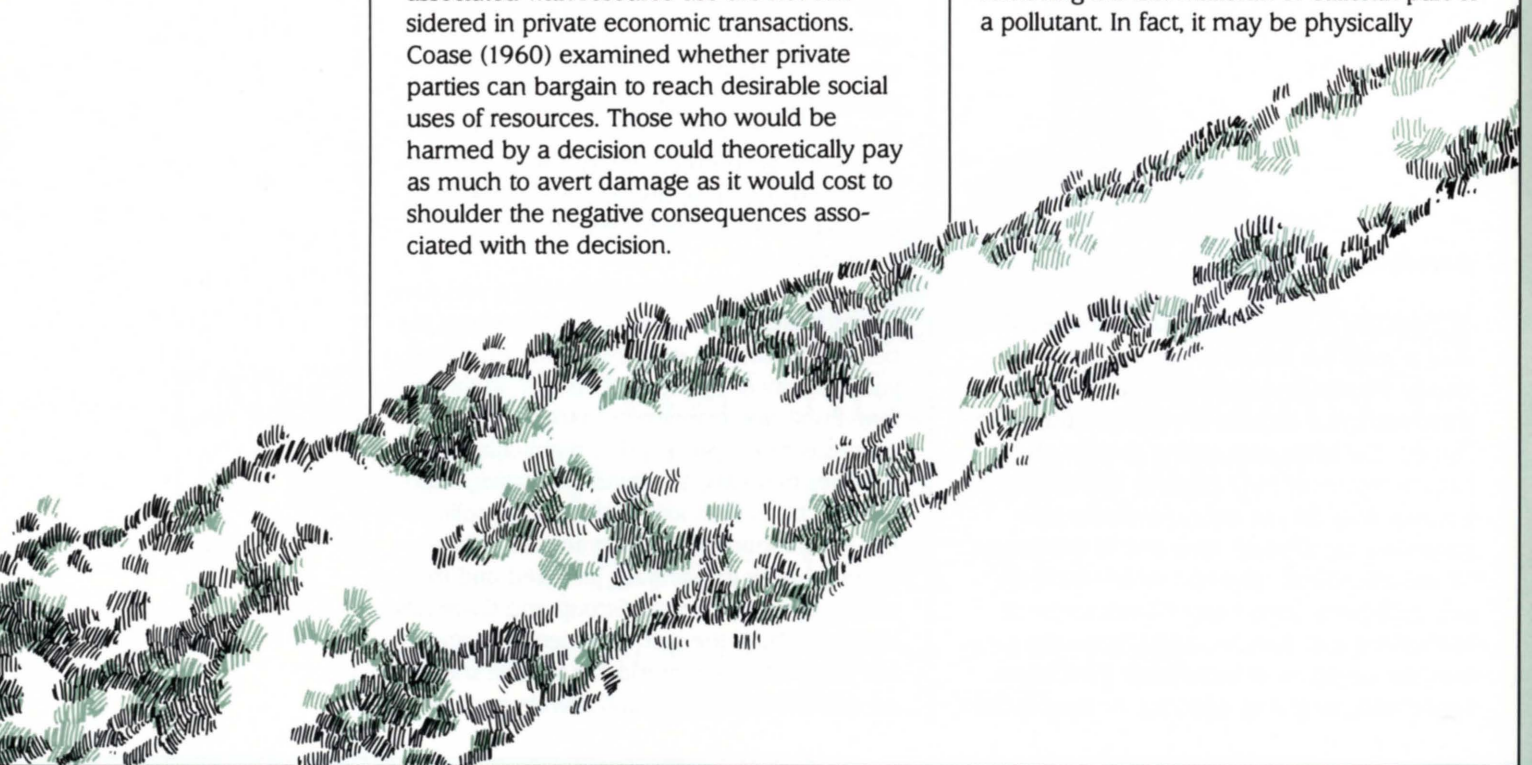 sidered in private economic transactions.
Coase (1960) examined whether private
parties can bargain to reach desirable social
uses of resources. Those who would be
harmed by a decision could theoretically pay
as much to avert damage as it would cost to
shoulder the negative consequences asso-
ciated with the decision.
a pollutant. In fact, it may be physically